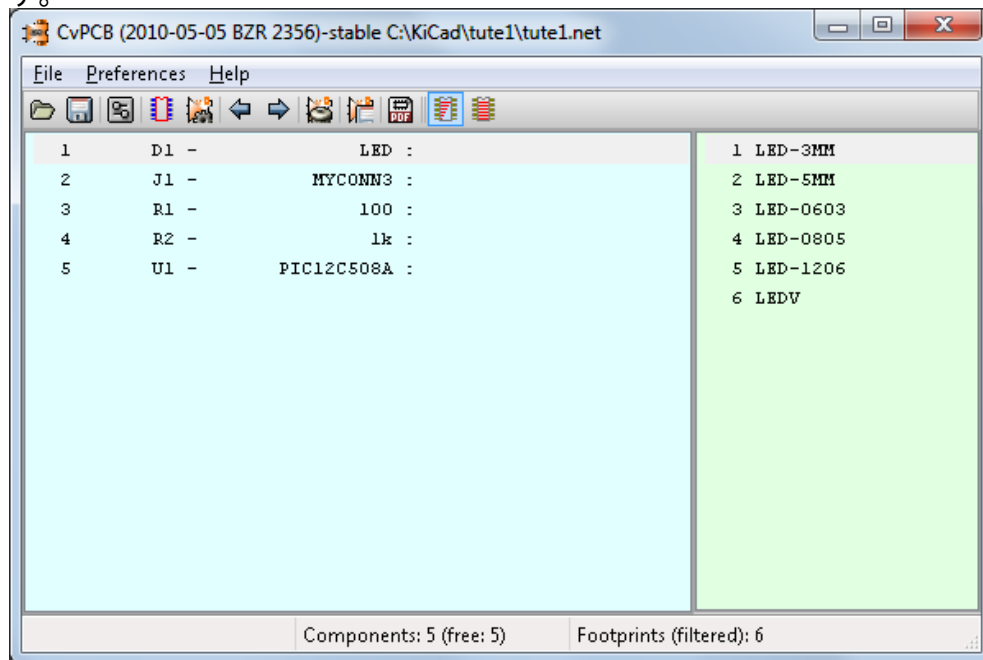 す。
CvPCB (2010-05-05 BZR 2356)-stable C:\KiCad\tute1\tute1.net
File Preferences Help
PDF
1 D1 - LED :
2 J1 - MYCONN3 :
3 R1 - 100 :
4 R2 - 1k :
5 U1 - PIC12C508A :
1 LED-3MM
2 LED-5MM
3 LED-0603
4 LED-0805
5 LED-1206
6 LEDV
Components: 5 (free: 5) Footprints (filtered): 6